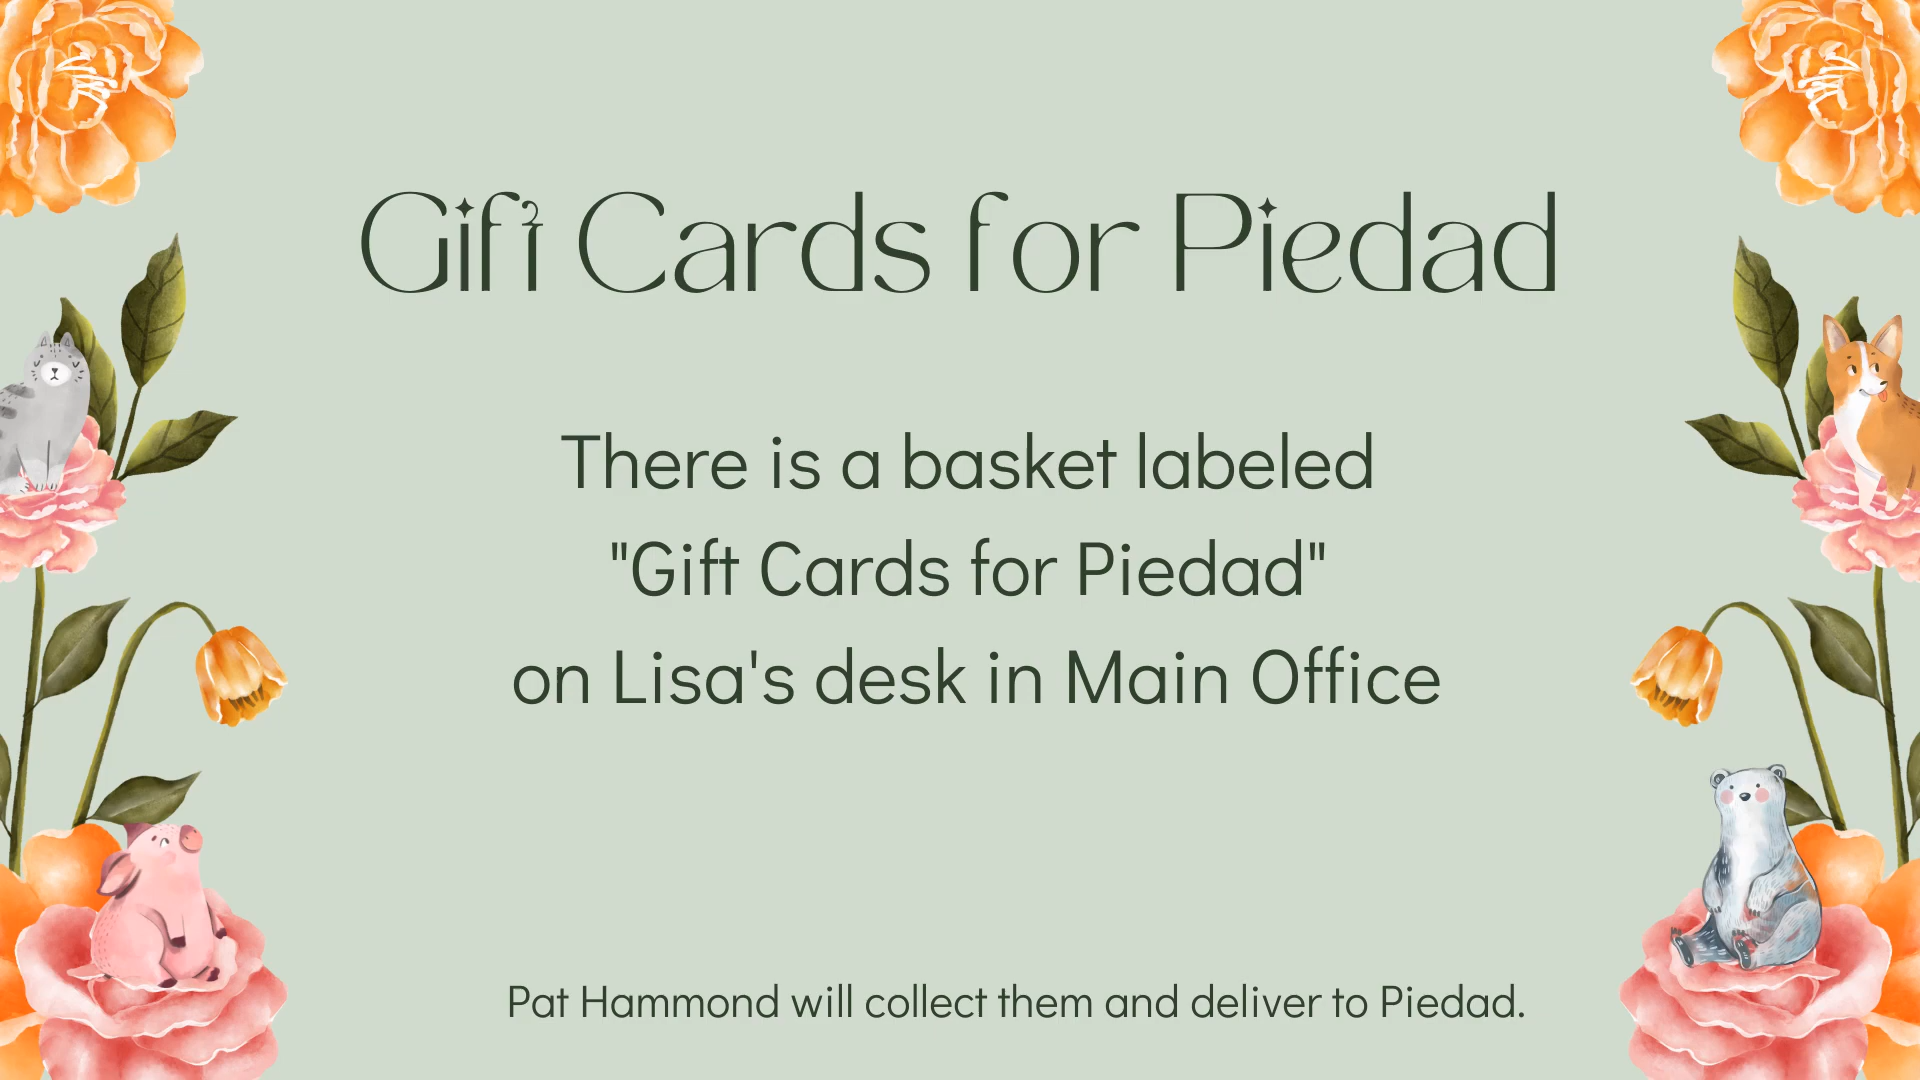 Gift Cards for Piedad
There is a basket labeled
"Gift Cards for Piedad"
on Lisa's desk in Main Office
Pat Hammond will collect them and deliver to Piedad.